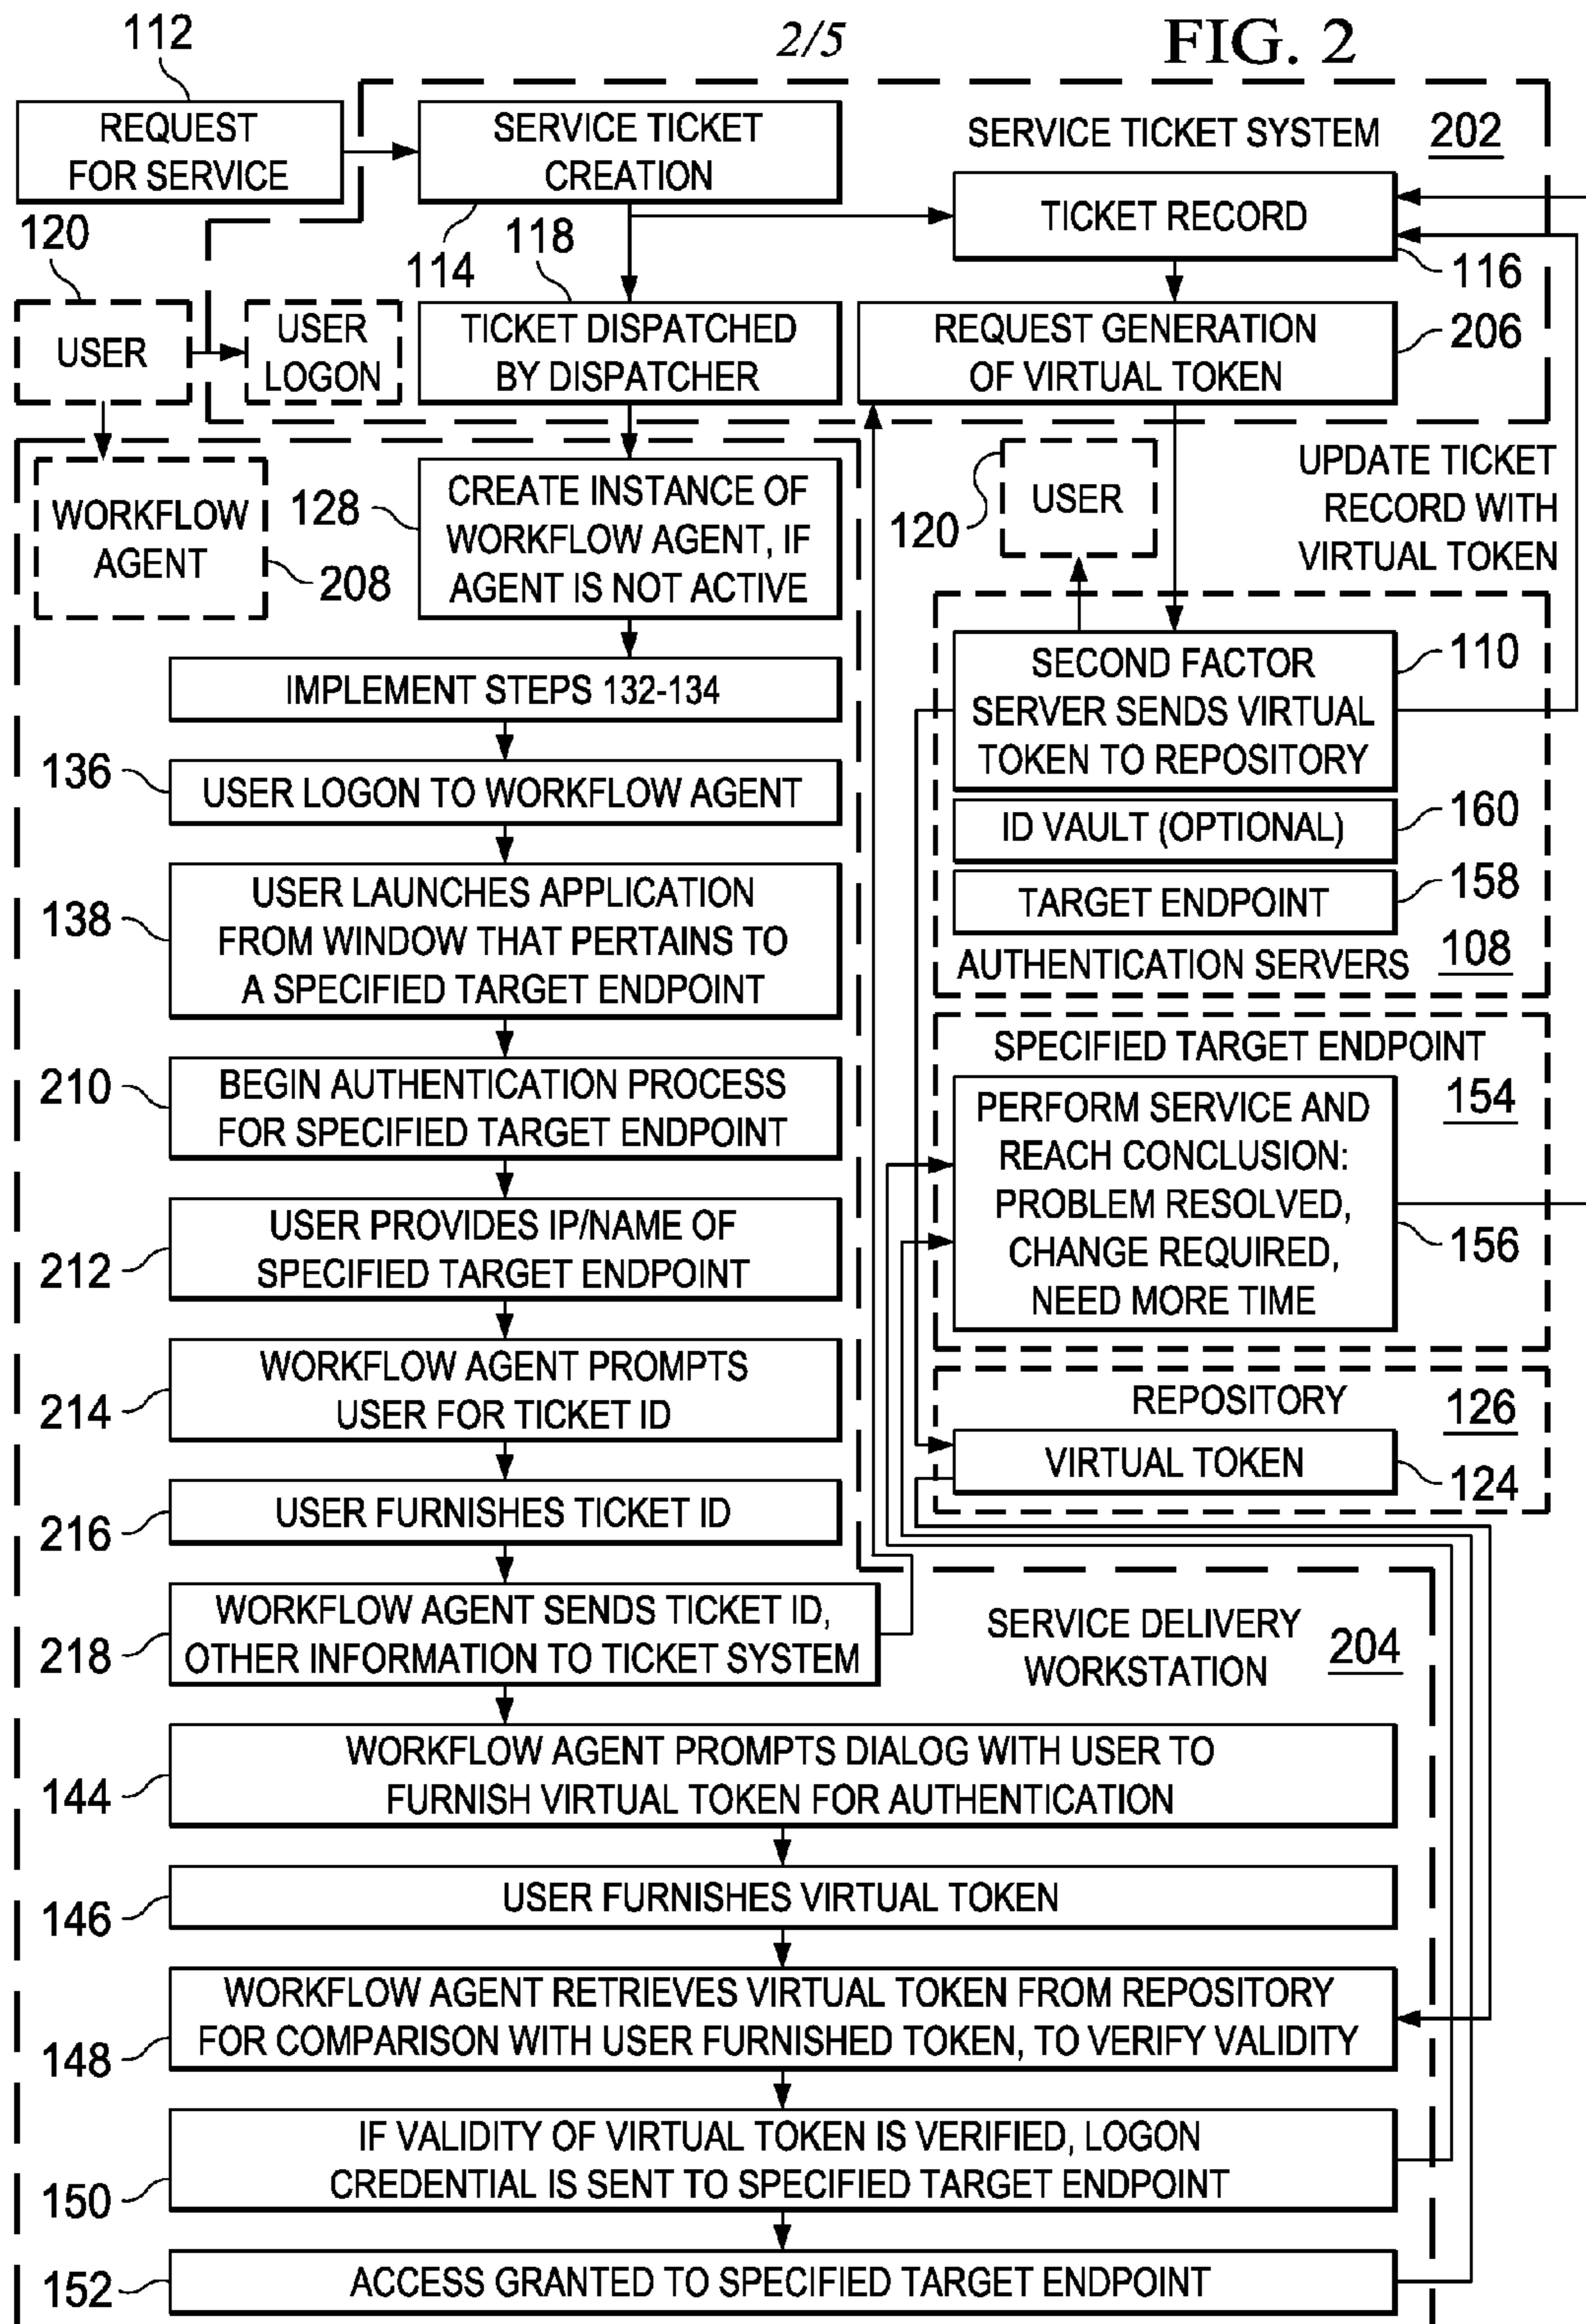 2/5
FIG. 2
112
REQUEST
FOR SERVICE
SERVICE TICKET
CREATION
114
SERVICE TICKET SYSTEM 202
TICKET RECORD
116
120
USER
USER
LOGON
118
TICKET DISPATCHED
BY DISPATCHER
REQUEST GENERATION
OF VIRTUAL TOKEN
206
WORKFLOW
AGENT
208
128
CREATE INSTANCE OF
WORKFLOW AGENT, IF
AGENT IS NOT ACTIVE
120
USER
UPDATE TICKET
RECORD WITH
VIRTUAL TOKEN
IMPLEMENT STEPS 132-134
136
USER LOGON TO WORKFLOW AGENT
138
USER LAUNCHES APPLICATION
FROM WINDOW THAT PERTAINS TO
A SPECIFIED TARGET ENDPOINT
210
BEGIN AUTHENTICATION PROCESS
FOR SPECIFIED TARGET ENDPOINT
212
USER PROVIDES IP/NAME OF
SPECIFIED TARGET ENDPOINT
214
WORKFLOW AGENT PROMPTS
USER FOR TICKET ID
216
USER FURNISHES TICKET ID
218
WORKFLOW AGENT SENDS TICKET ID,
OTHER INFORMATION TO TICKET SYSTEM
SECOND FACTOR
SERVER SENDS VIRTUAL
TOKEN TO REPOSITORY
110
ID VAULT (OPTIONAL)
160
TARGET ENDPOINT
158
AUTHENTICATION SERVERS 108
SPECIFIED TARGET ENDPOINT
154
PERFORM SERVICE AND
REACH CONCLUSION:
PROBLEM RESOLVED,
CHANGE REQUIRED,
NEED MORE TIME
156
REPOSITORY
126
VIRTUAL TOKEN
124
SERVICE DELIVERY
WORKSTATION
204
144
WORKFLOW AGENT PROMPTS DIALOG WITH USER TO
FURNISH VIRTUAL TOKEN FOR AUTHENTICATION
146
USER FURNISHES VIRTUAL TOKEN
148
WORKFLOW AGENT RETRIEVES VIRTUAL TOKEN FROM REPOSITORY
FOR COMPARISON WITH USER FURNISHED TOKEN, TO VERIFY VALIDITY
150
IF VALIDITY OF VIRTUAL TOKEN IS VERIFIED, LOGON
CREDENTIAL IS SENT TO SPECIFIED TARGET ENDPOINT
152
ACCESS GRANTED TO SPECIFIED TARGET ENDPOINT